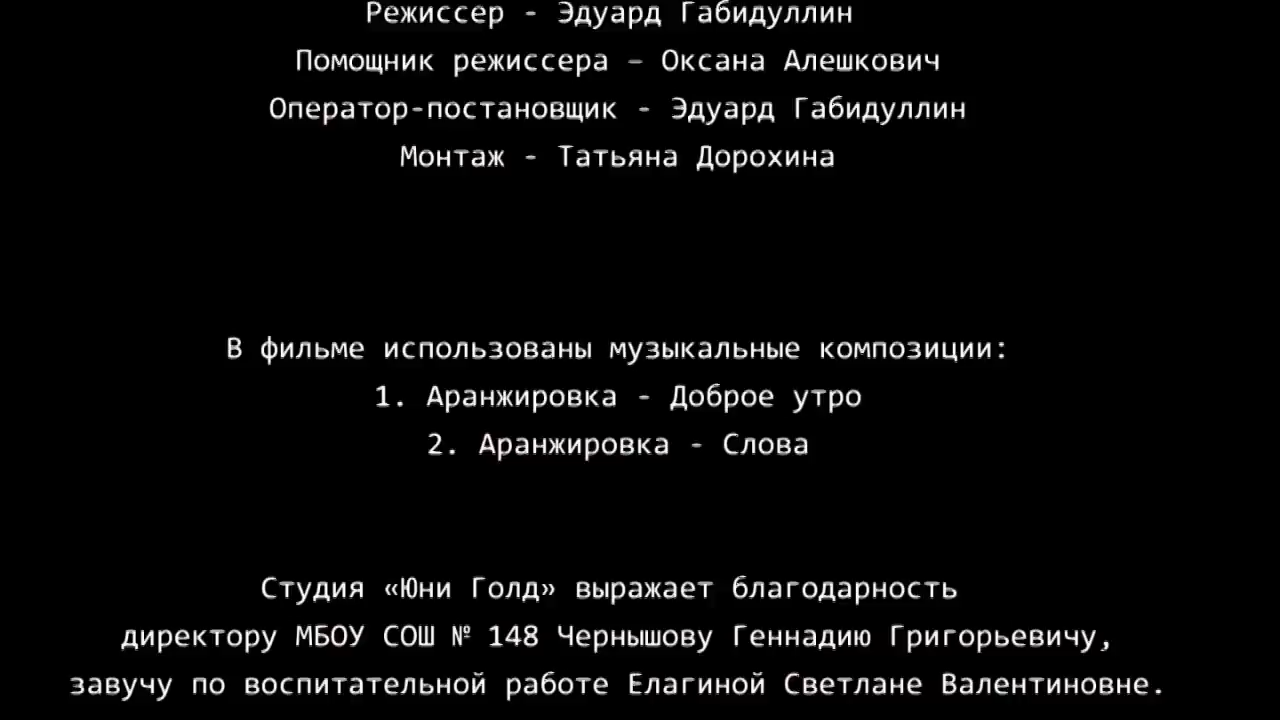 Режиссер - Эдуард Габидуллин
Помощник режиссера – Оксана Алешкович
Оператор-постановщик - Эдуард Габидуллин
Монтаж - Татьяна Дорохина
В фильме использованы музыкальные композиции:
1. Аранжировка - Доброе утро
2. Аранжировка - Слова
Студия «Юни Голд» выражает благодарность
директору МБОУ СОШ № 148 Чернышову Геннадию Григорьевичу,
завучу по воспитательной работе Елагиной Светлане Валентиновне.